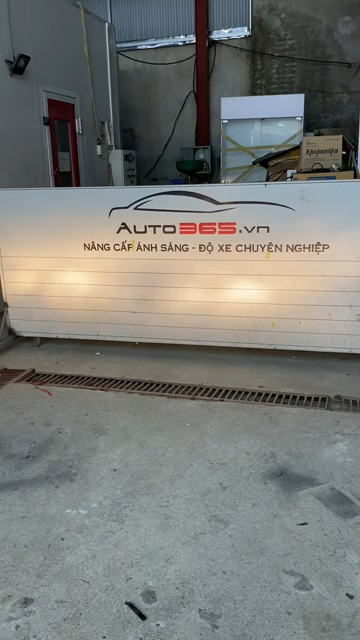 AUTO365.vn
NÂNG CẤP ÁNH SÁNG - ĐỘ XE CHUYÊN NGHIỆP